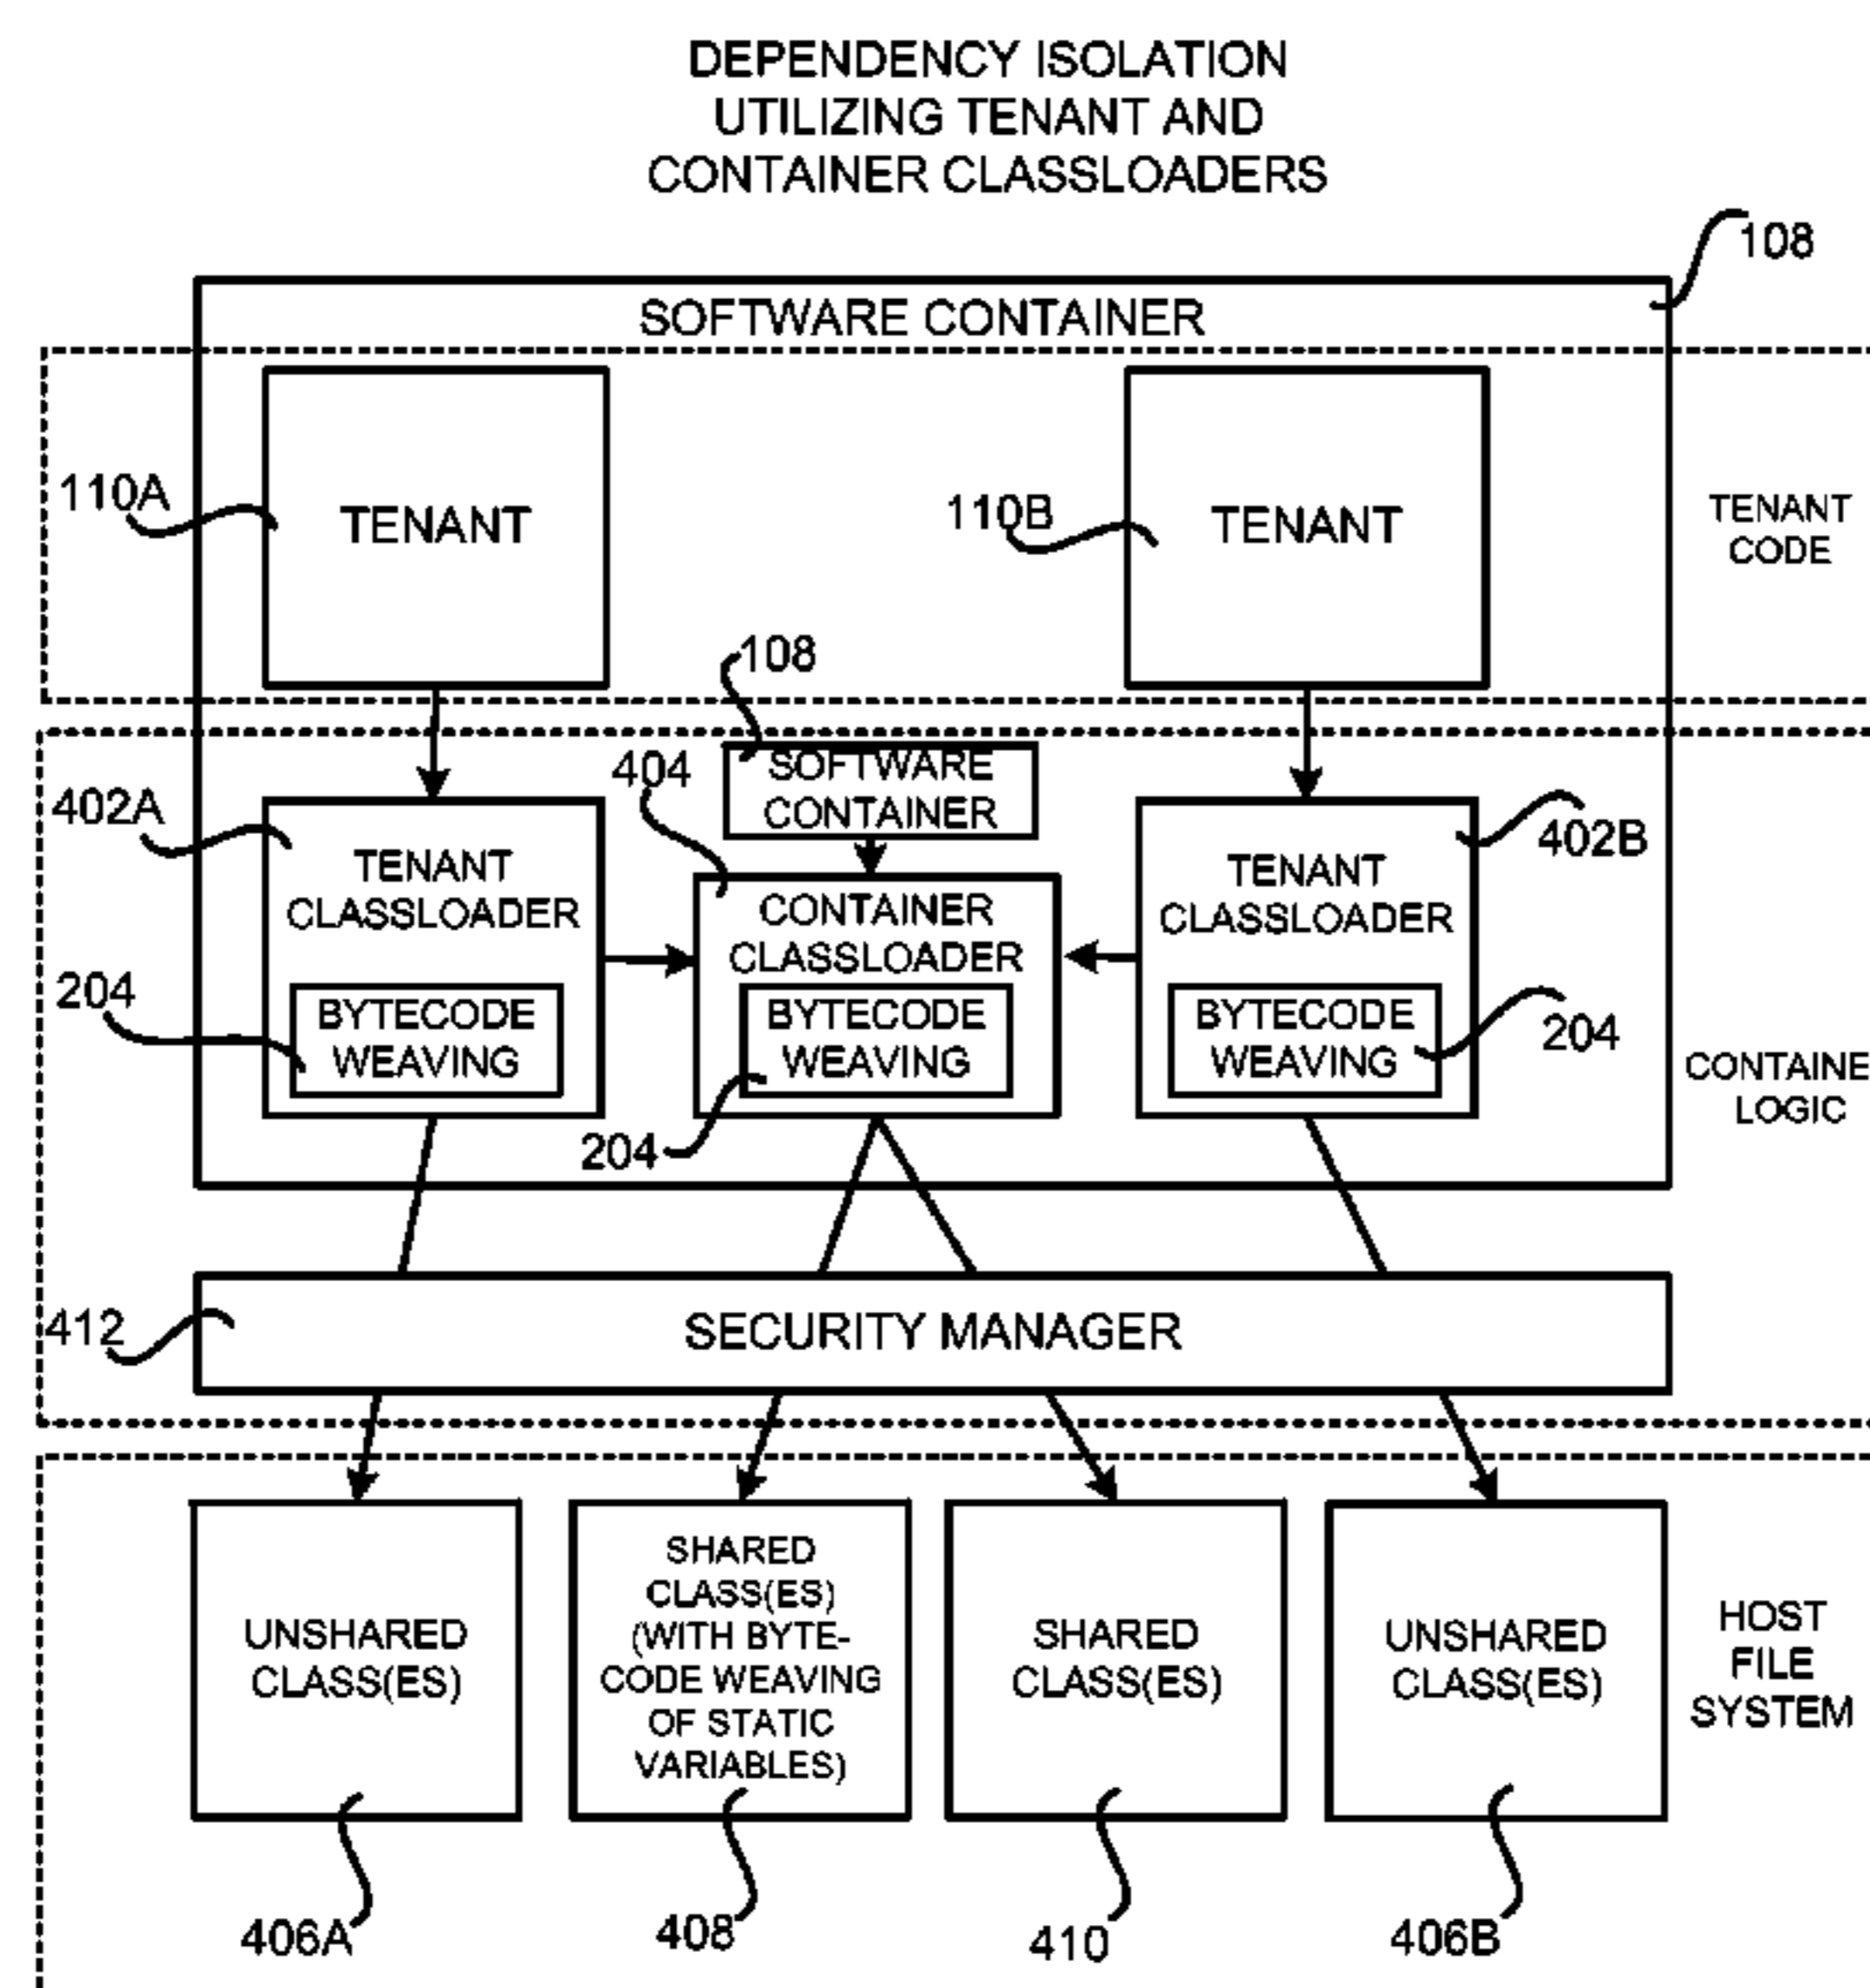 DEPENDENCY ISOLATION
UTILIZING TENANT AND
CONTAINER CLASSLOADERS
108
SOFTWARE CONTAINER
110A
TENANT
110B
TENANT
TENANT
CODE
108
404
SOFTWARE
CONTAINER
402A
TENANT
CLASSLOADER
CONTAINER
CLASSLOADER
402B
TENANT
CLASSLOADER
204
BYTECODE
WEAVING
BYTECODE
WEAVING
BYTECODE
WEAVING
204
204
CONTAINE
LOGIC
412
SECURITY MANAGER
UNSHARED
CLASS(ES)
SHARED
CLASS(ES)
(WITH BYTE-
CODE WEAVING
OF STATIC
VARIABLES)
SHARED
CLASS(ES)
UNSHARED
CLASS(ES)
HOST
FILE
SYSTEM
406A
408
410
406B